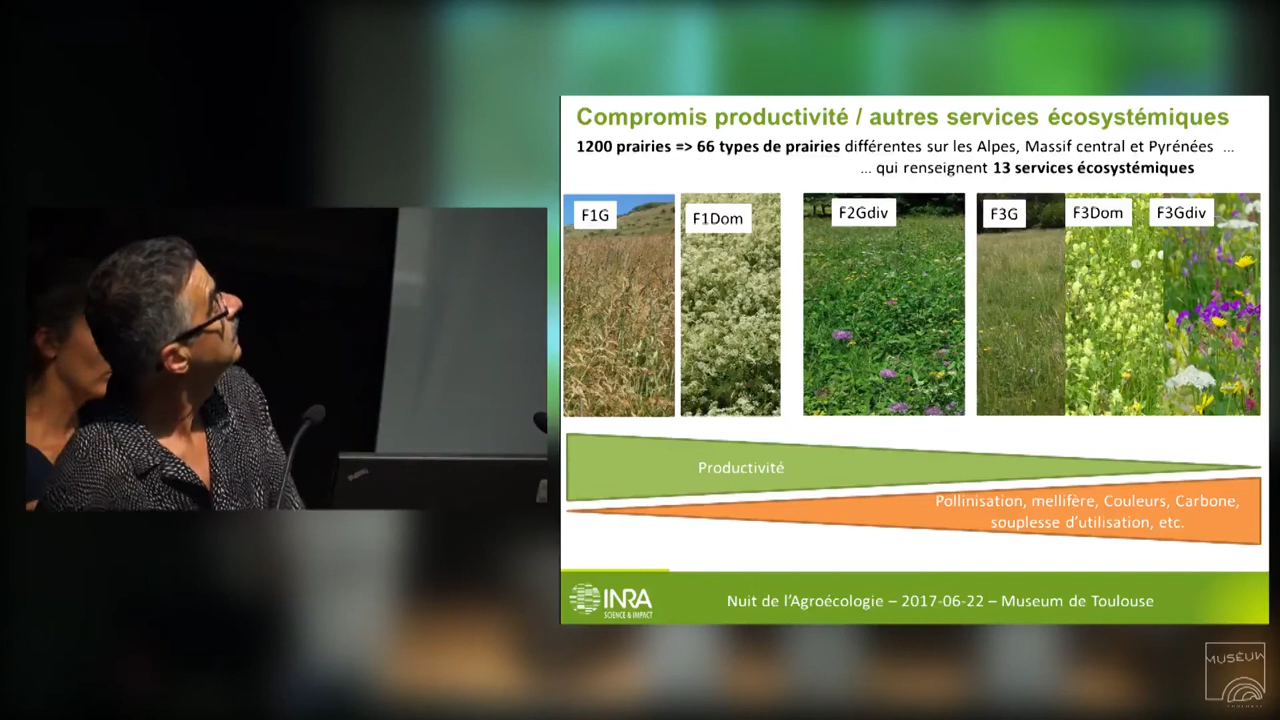 Compromis productivité / autres services écosystémiques
1200 prairies => 66 types de prairies différentes sur les Alpes, Massif central et Pyrénées ...
... qui renseignent 13 services écosystémiques
F1G
F1Dom
F2Gdiv
F3G
F3Dom
F3Gdiv
Productivité
Pollinisation, mellifère, Couleurs, Carbone,
souplesse d'utilisation, etc.
INRA
SCIENCE & IMPACT
Nuit de l'Agroécologie – 2017-06-22 – Museum de Toulouse
MUSEUM